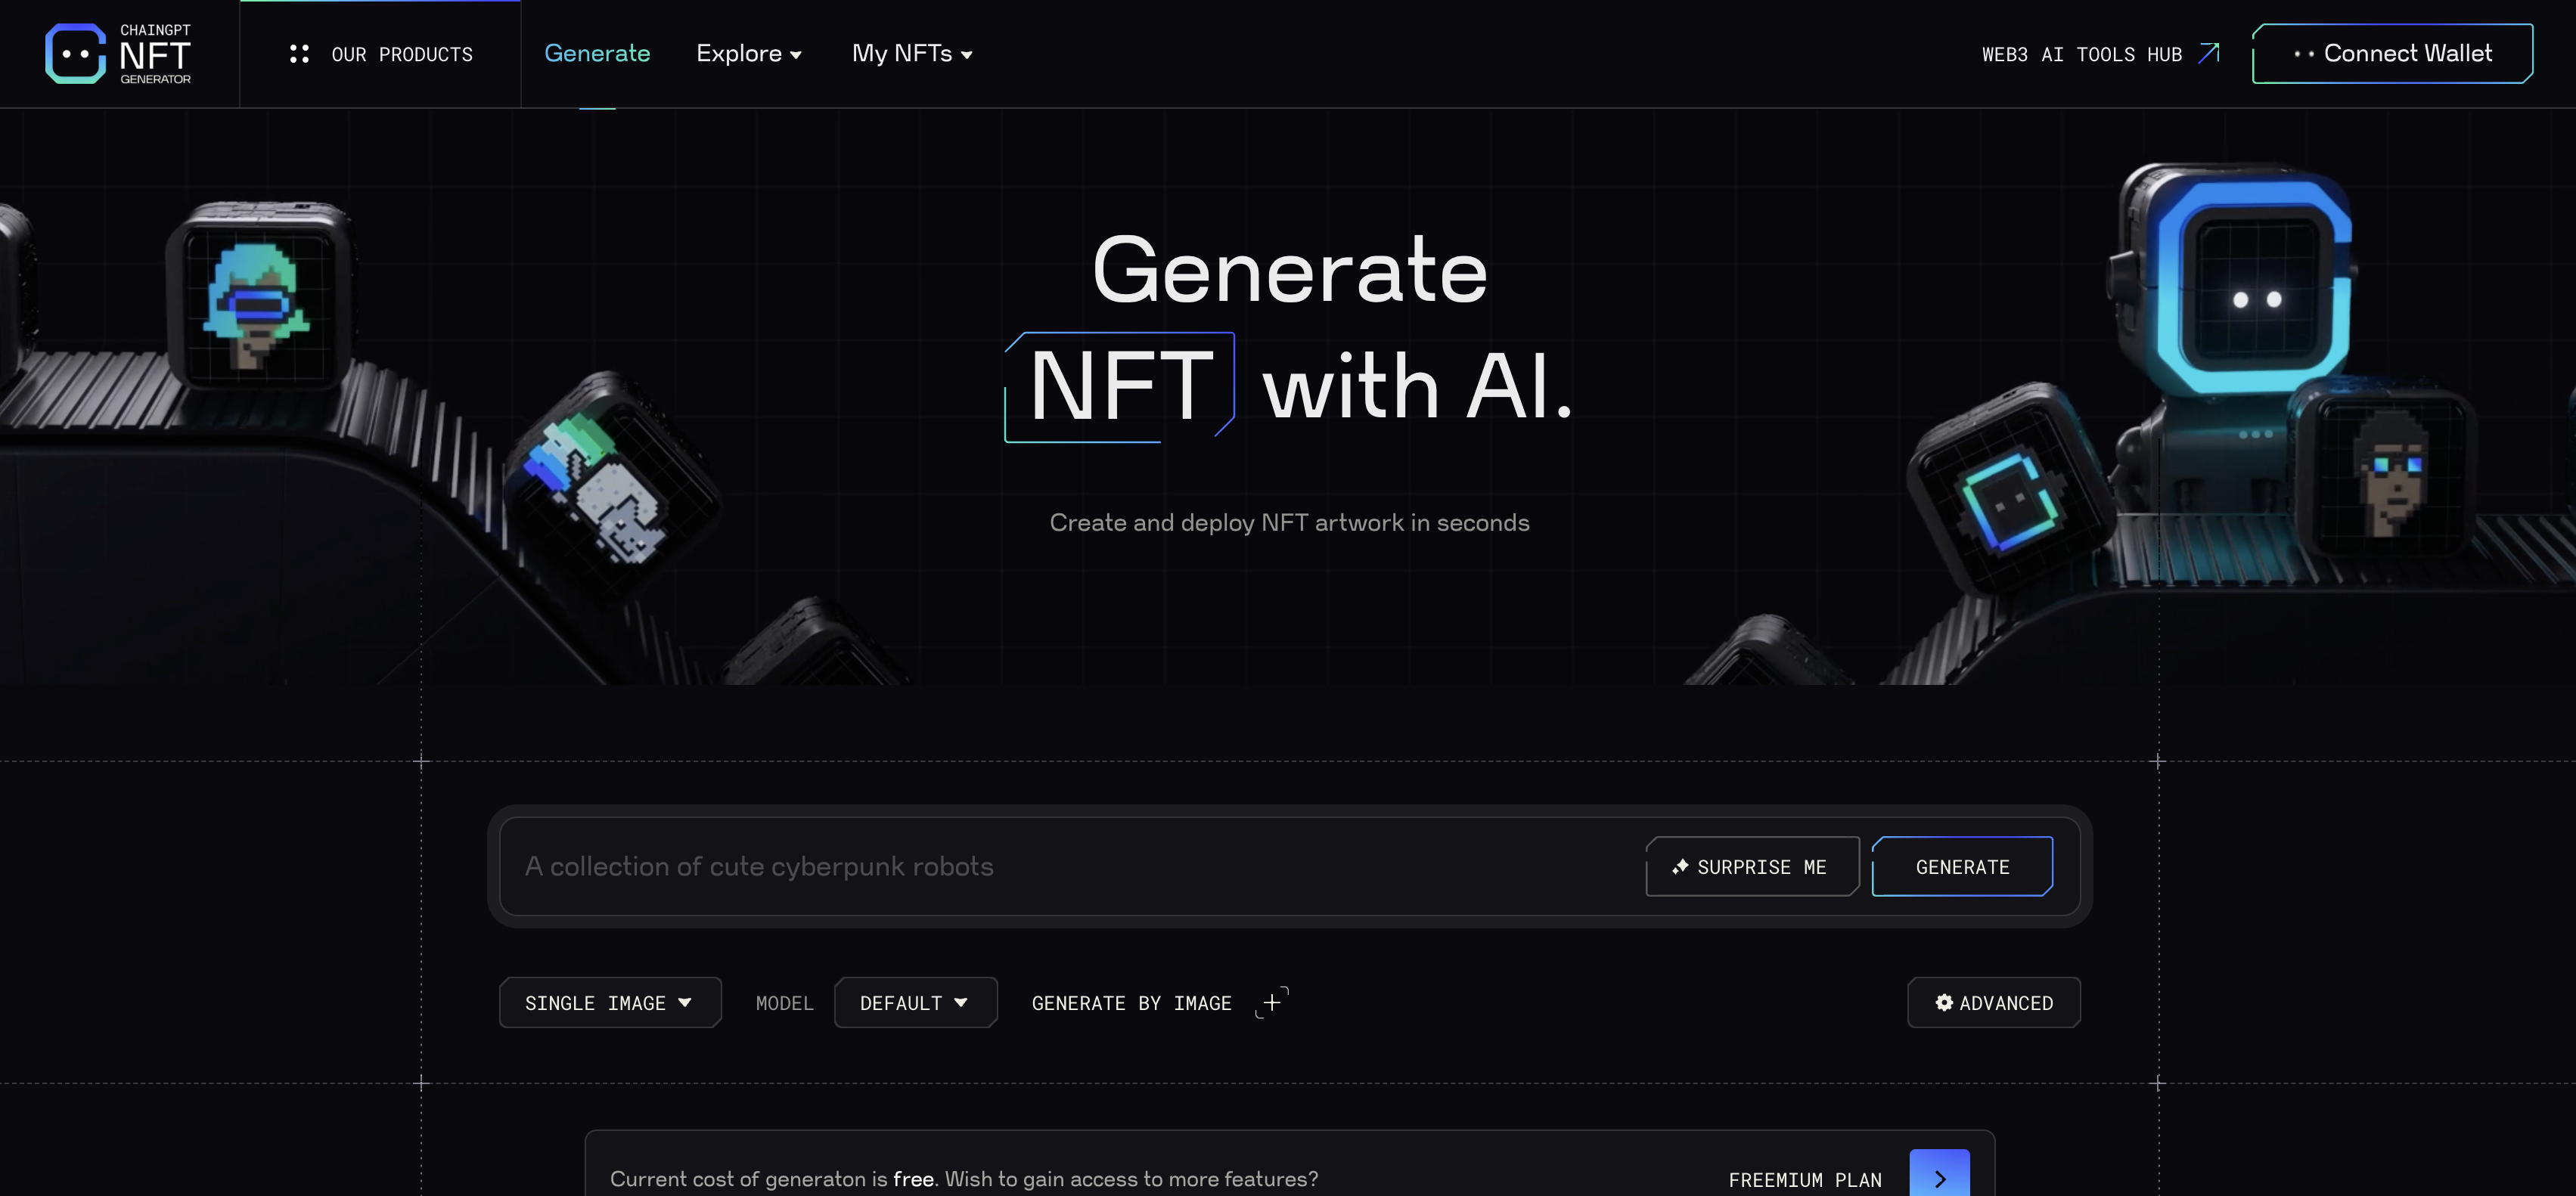 CHAINGPT
NFT
GENERATOR
OUR PRODUCTS
Generate
Explore
My NFTs
WEB3 AI TOOLS HUB
Connect Wallet
Generate
NFT with AI.
Create and deploy NFT artwork in seconds
A collection of cute cyberpunk robots
SURPRISE ME
GENERATE
SINGLE IMAGE
MODEL
DEFAULT
GENERATE BY IMAGE
ADVANCED
Current cost of generaton is free. Wish to gain access to more features?
FREEMIUM PLAN